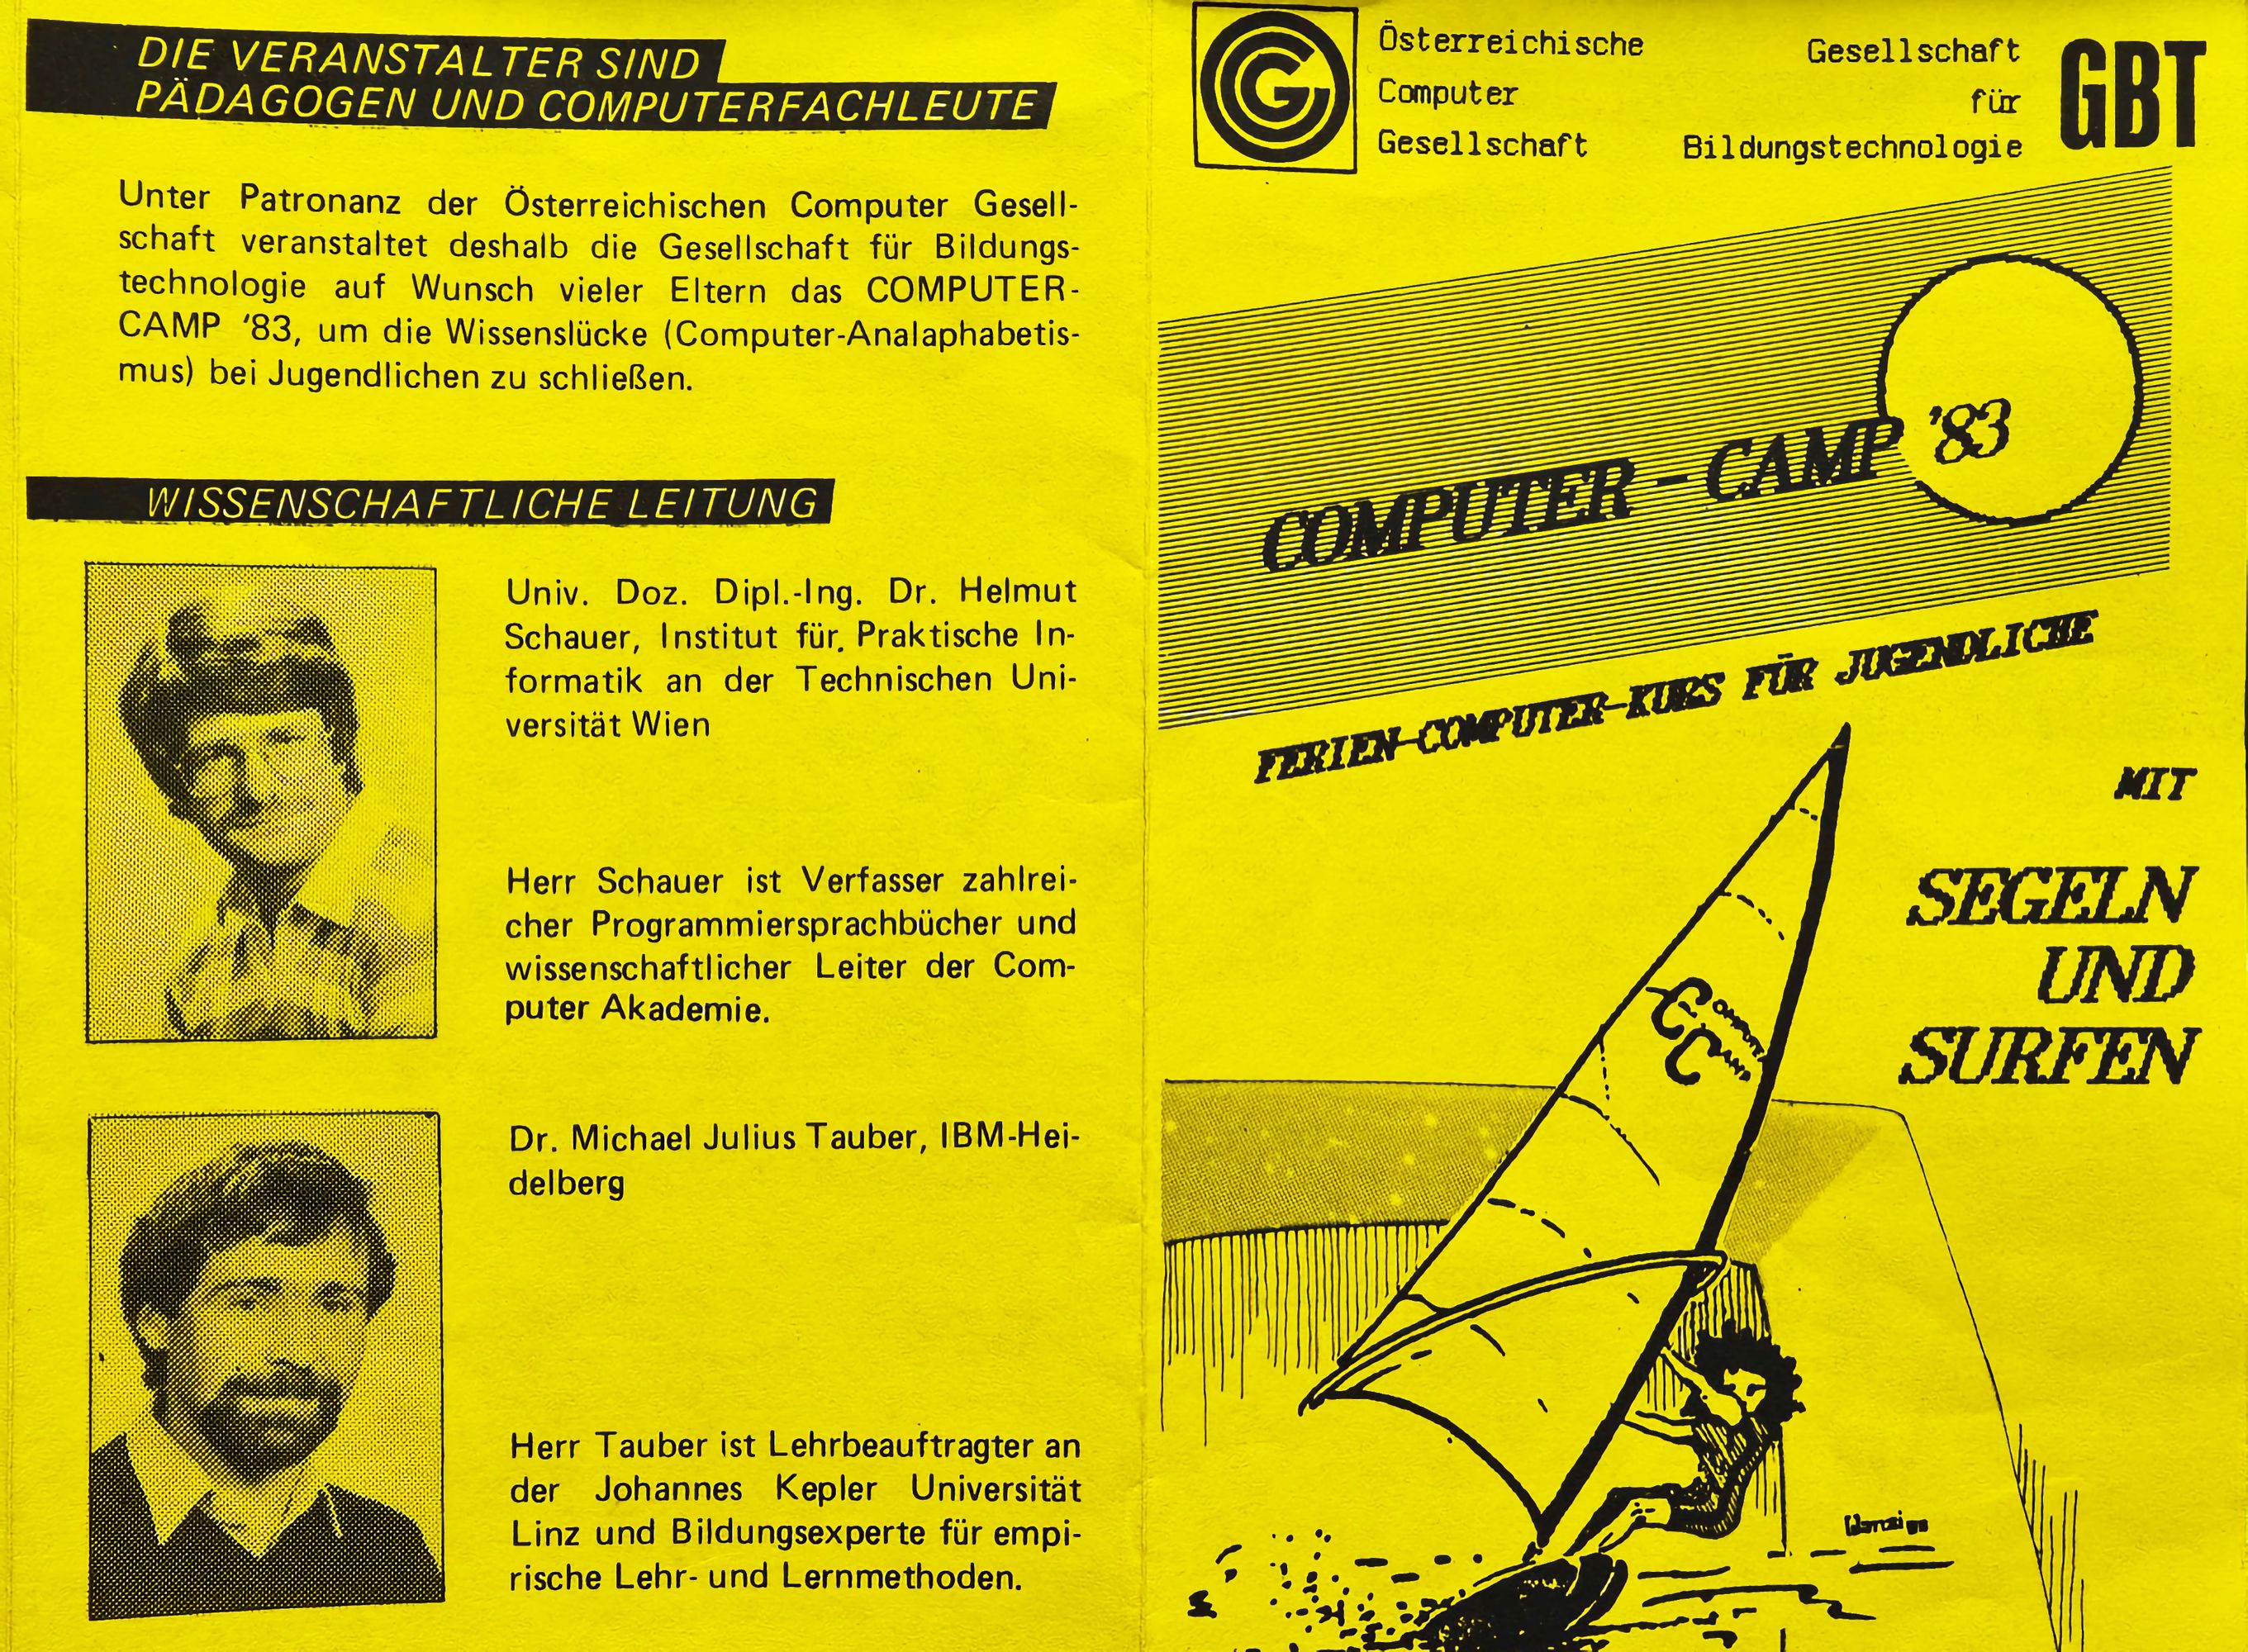 DIE VERANSTALTER SIND
PÄDAGOGEN UND COMPUTERFACHLEUTE
Unter Patronanz der Österreichischen Computer Gesell-
schaft veranstaltet deshalb die Gesellschaft für Bildungs-
technologie auf Wunsch vieler Eltern das COMPUTER-
CAMP '83, um die Wissenslücke (Computer-Analaphabetis-
mus) bei Jugendlichen zu schließen.
WISSENSCHAFTLICHE LEITUNG
Univ. Doz. Dipl.-Ing. Dr. Helmut
Schauer, Institut für. Praktische In-
formatik an der Technischen Uni-
versität Wien
Herr Schauer ist Verfasser zahlrei-
cher Programmiersprachbücher und
wissenschaftlicher Leiter der Com-
puter Akademie.
Dr. Michael Julius Tauber, IBM-Hei-
delberg
Herr Tauber ist Lehrbeauftragter an
der Johannes Kepler Universität
Linz und Bildungsexperte für empi-
rische Lehr- und Lernmethoden.
Österreichische
Computer
Gesellschaft
Gesellschaft
für
Bildungstechnologie
GBT
COMPUTER - CAMP '83
FERIEN-COMPUTER-KURS FÜR JUGENDLICHE
MIT
SEGELN
UND
SURFEN
COMPUTER
CAMP